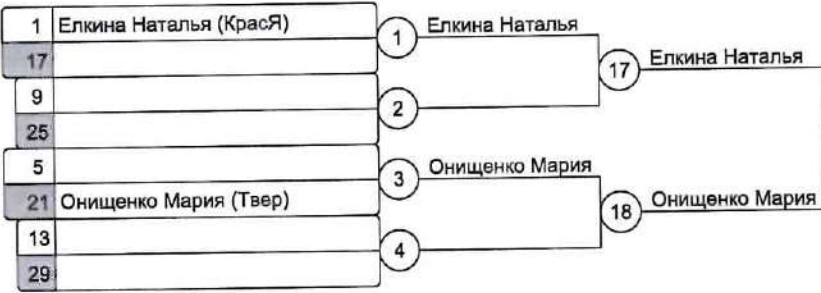 1 Елкина Наталья (КрасЯ)
17
9
25
5
21 Онищенко Мария (Твер)
13
29
1 Елкина Наталья
2
3 Онищенко Мария
4
17 Елкина Наталья
18 Онищенко Мария